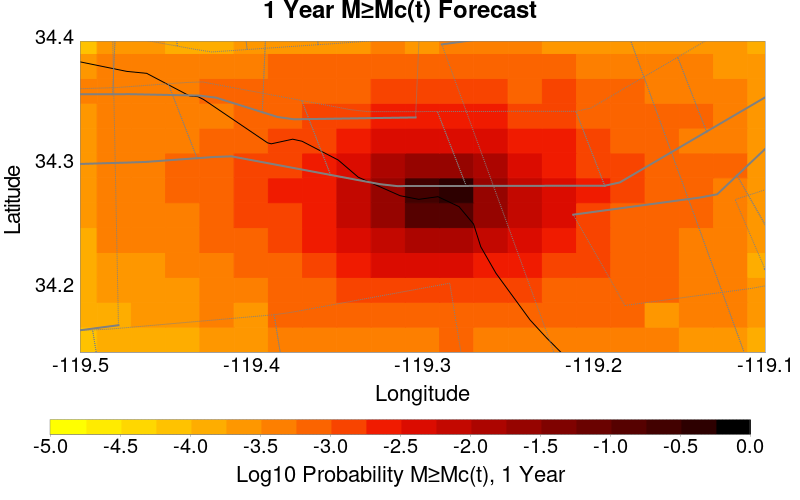 1 Year M≥Mc(t) Forecast
34.4
34.3
34.2
Latitude
-119.5 -119.4 -119.3 -119.2 -119.1
Longitude
-5.0 -4.5 -4.0 -3.5 -3.0 -2.5 -2.0 -1.5 -1.0 -0.5 0.0
Log10 Probability M≥Mc(t), 1 Year